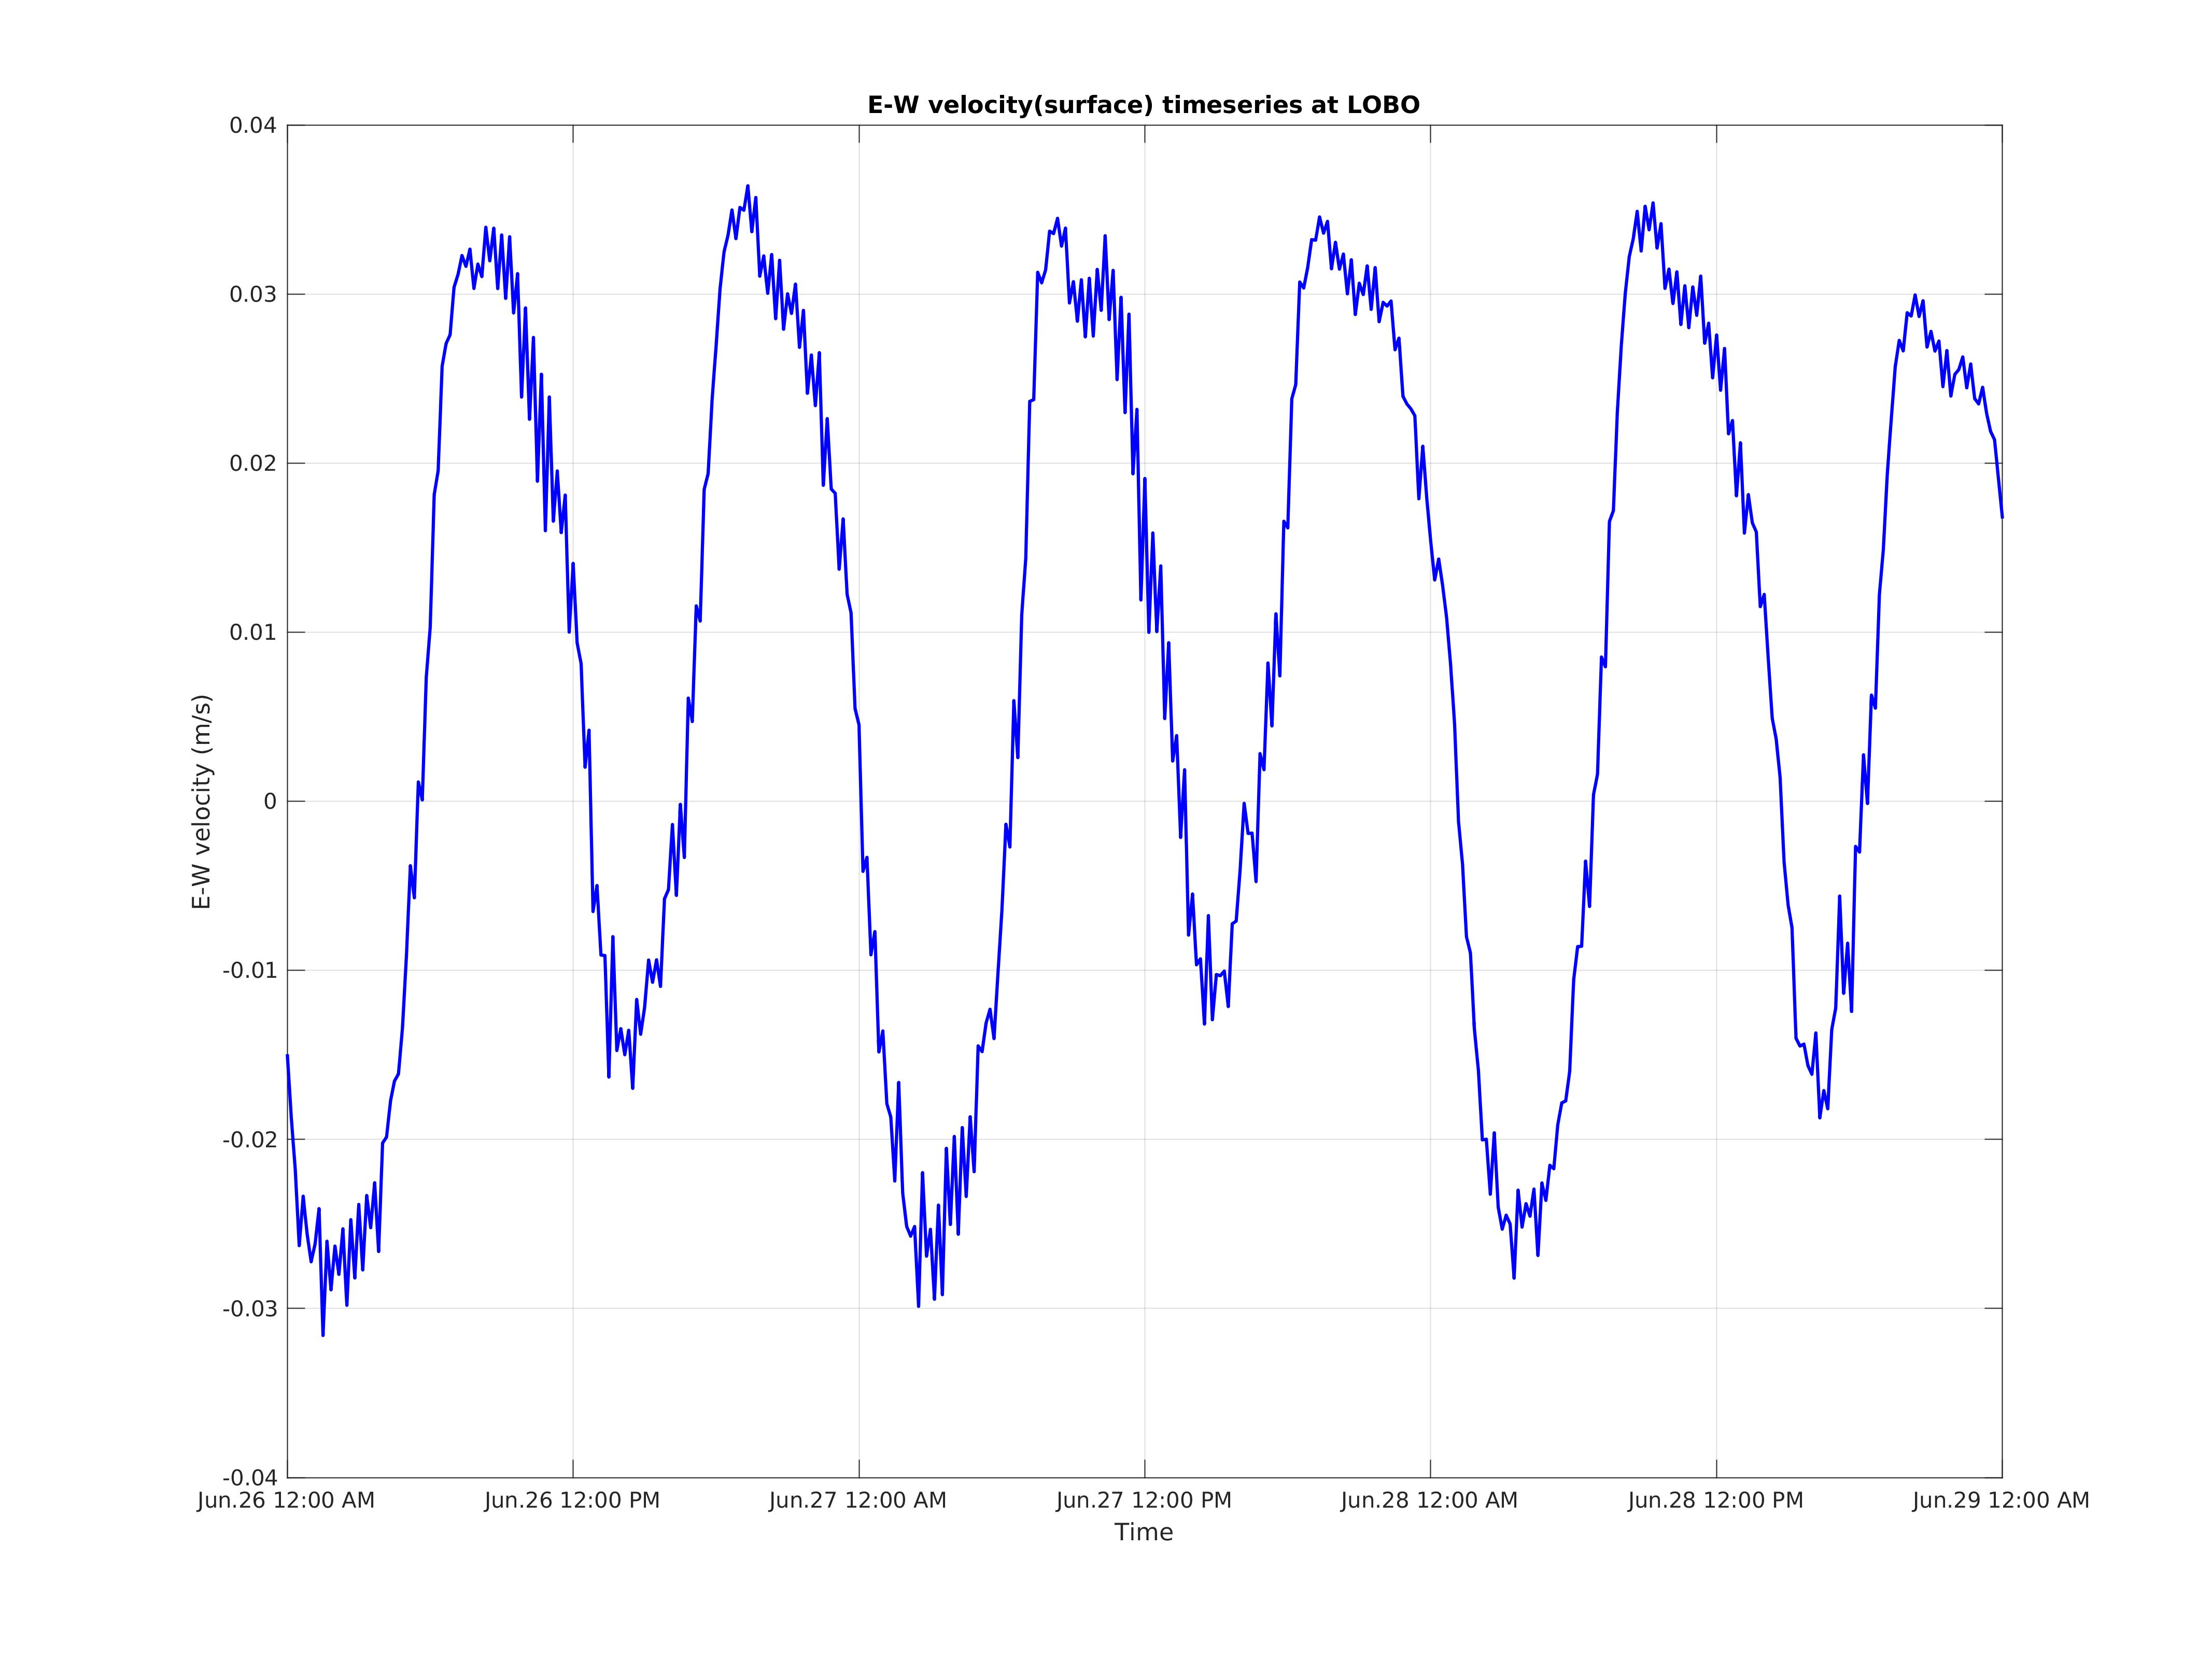 E-W velocity(surface) timeseries at LOBO
0.04
0.03
0.02
0.01
0
-0.01
-0.02
-0.03
-0.04
E-W velocity (m/s)
Jun.26 12:00 AM Jun.26 12:00 PM Jun.27 12:00 AM Jun.27 12:00 PM Jun.28 12:00 AM Jun.28 12:00 PM Jun.29 12:00 AM
Time